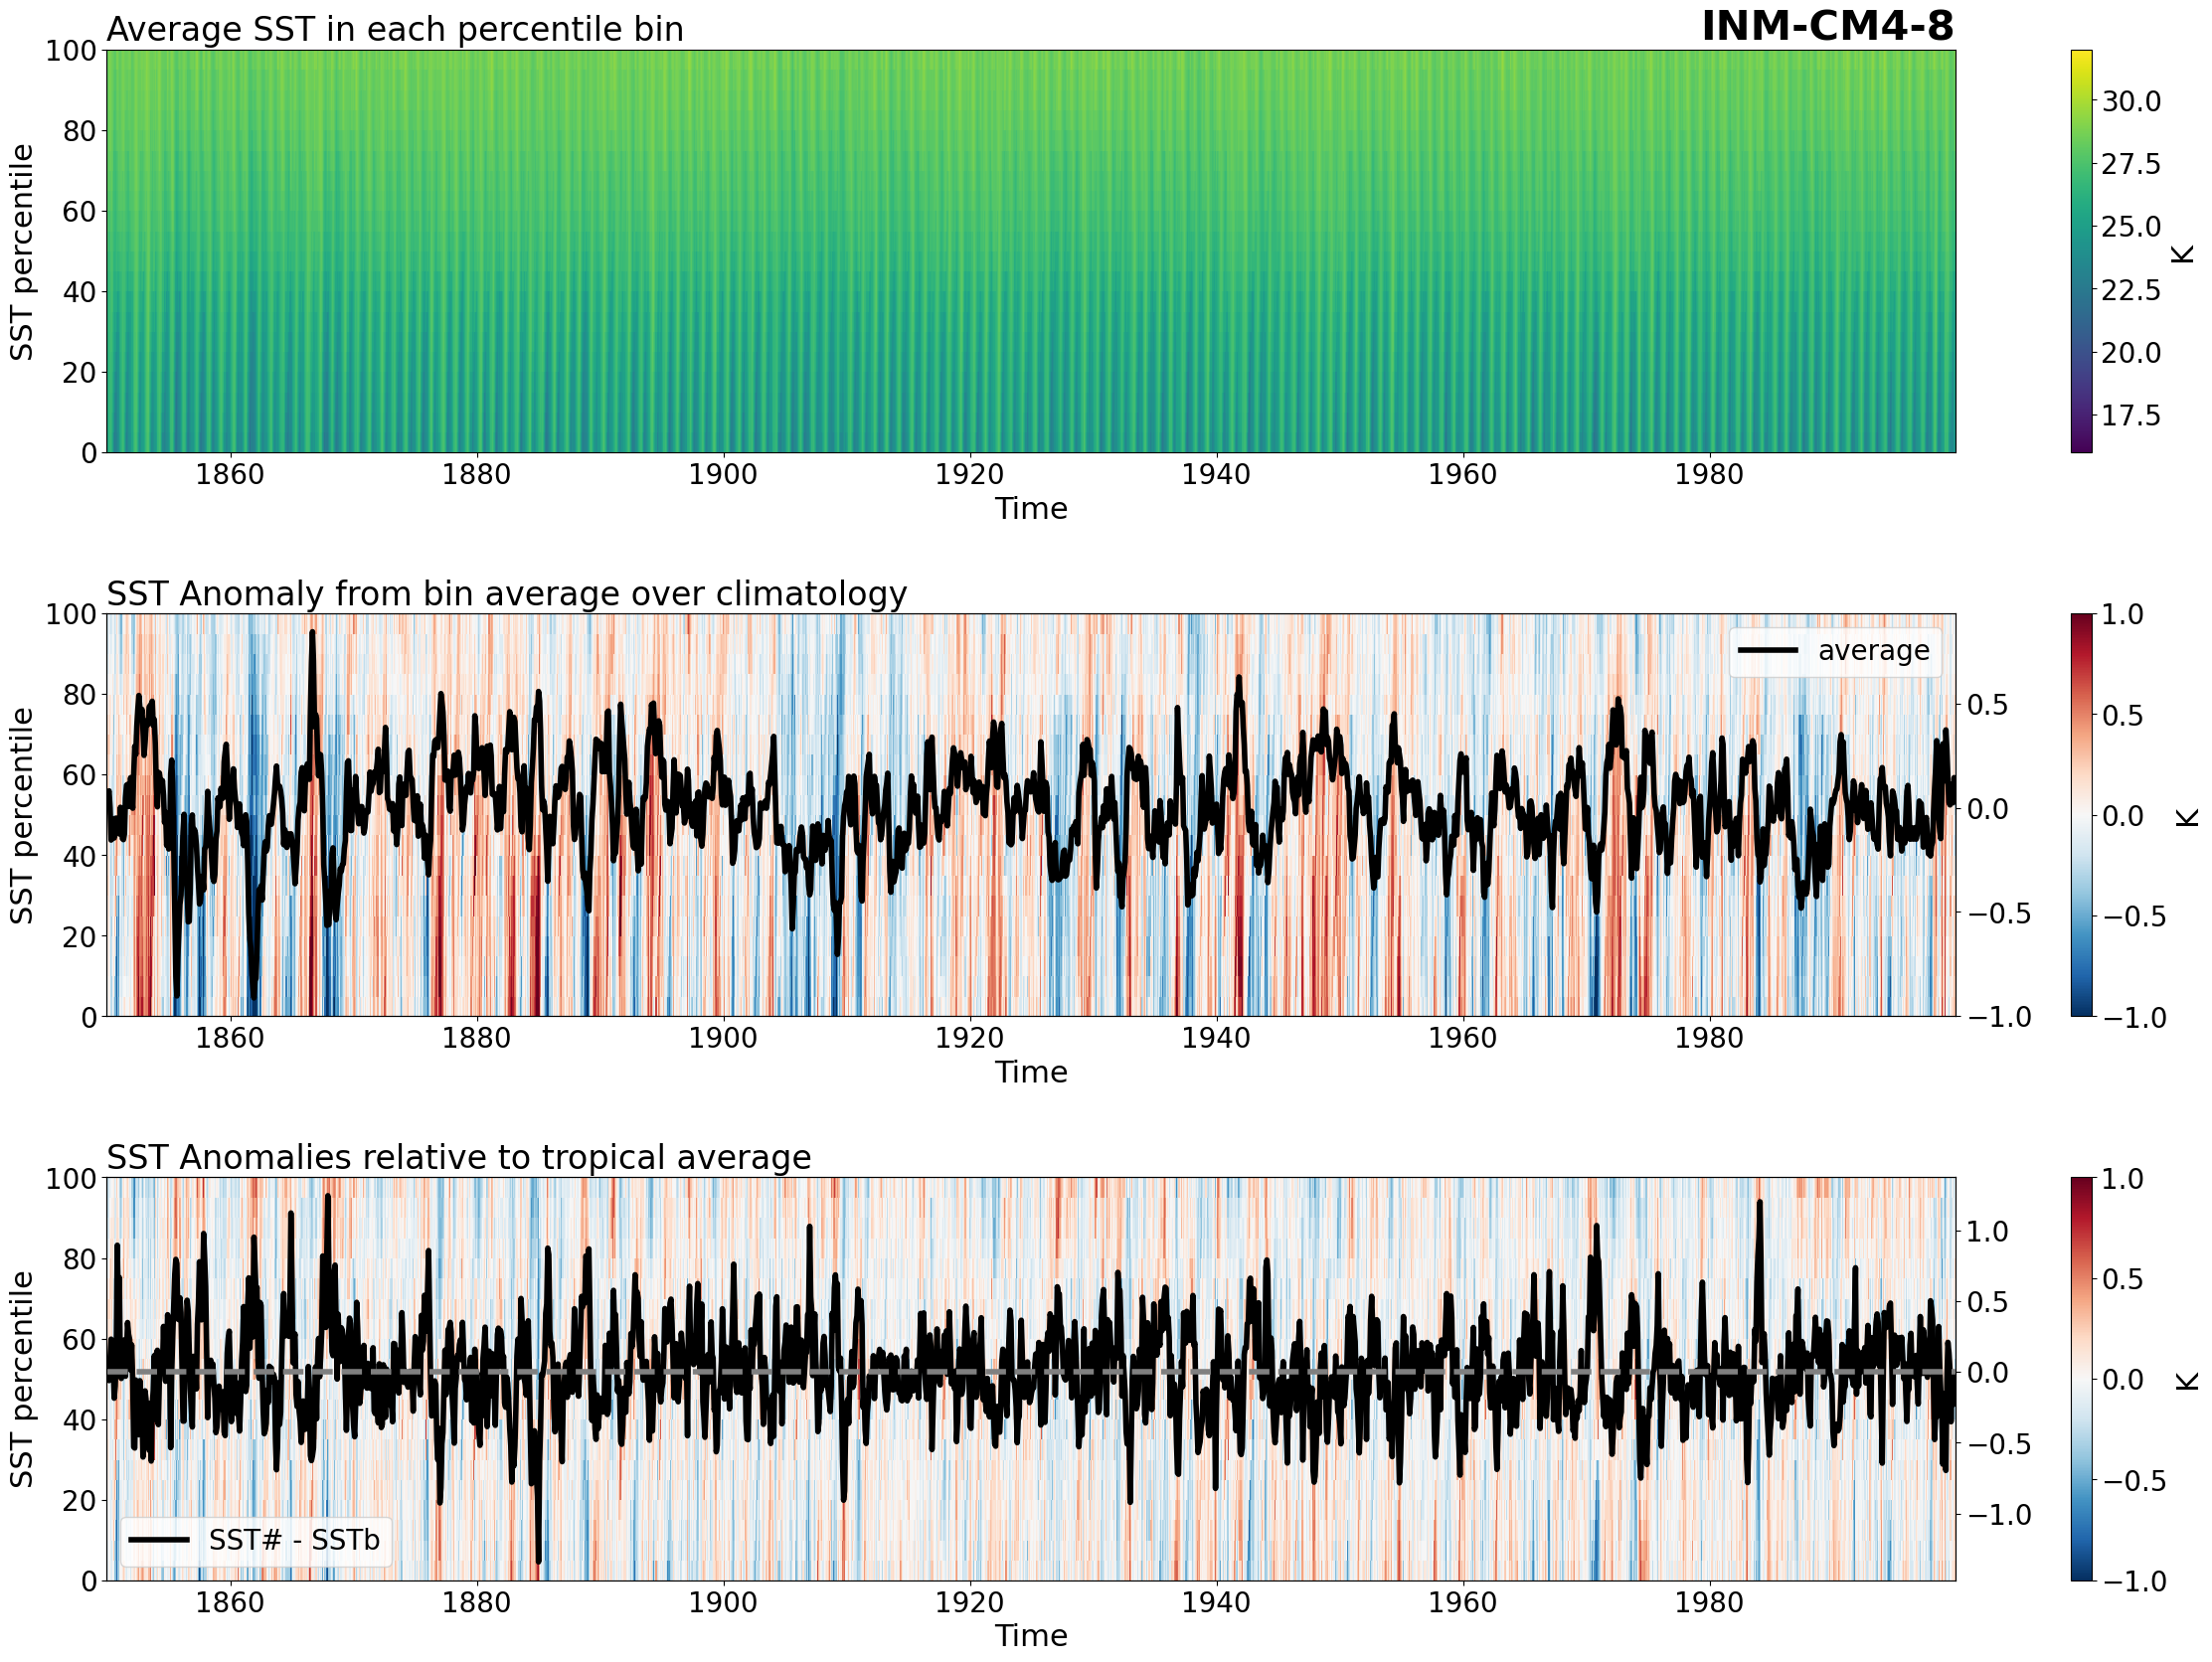 Average SST in each percentile bin
INM-CM4-8
100
80
60
40
20
0
SST percentile
1860 1880 1900 1920 1940 1960 1980
Time
30.0
27.5
25.0
22.5
20.0
17.5
K
SST Anomaly from bin average over climatology
100
80
60
40
20
0
SST percentile
average
0.5
0.0
−0.5
−1.0
1860 1880 1900 1920 1940 1960 1980
Time
1.0
0.5
0.0
−0.5
−1.0
K
SST Anomalies relative to tropical average
100
80
60
40
20
0
SST percentile
SST# - SSTb
1.0
0.5
0.0
−0.5
−1.0
1860 1880 1900 1920 1940 1960 1980
Time
1.0
0.5
0.0
−0.5
−1.0
K